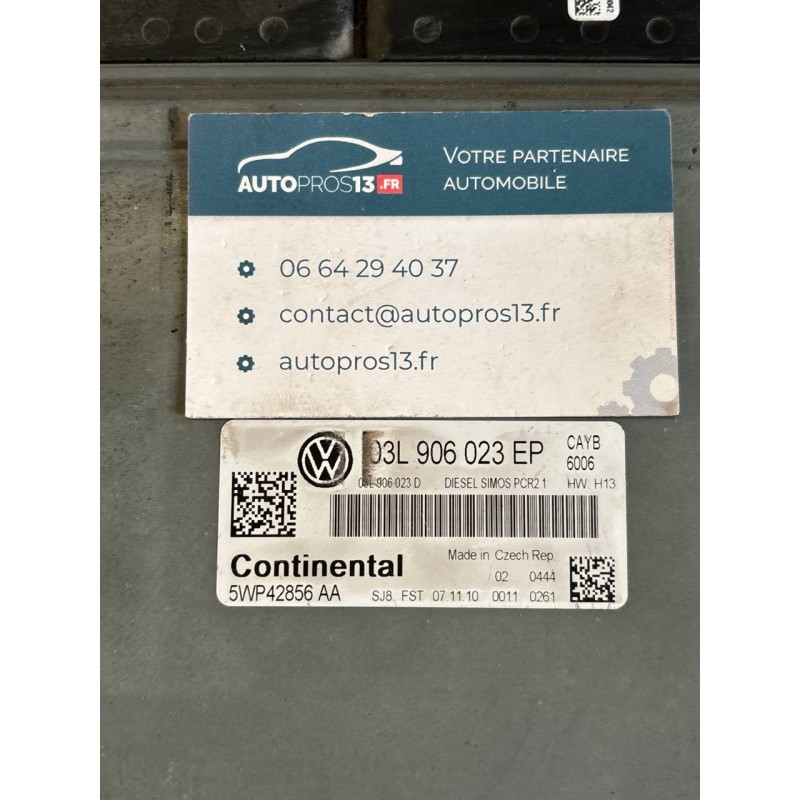 AUTOPROS13.FR
VOTRE PARTENAIRE
AUTOMOBILE
06 64 29 40 37
contact@autopros13.fr
autopros13.fr
03L 906 023 EP
CAYB
6006
03L 906 023 D DIESEL SIMOS PCR2.1 HW: H13
Made in Czech Rep.
Continental
02 0444
5WP42856 AA SJ8 FST 07.11.10 0011 0261